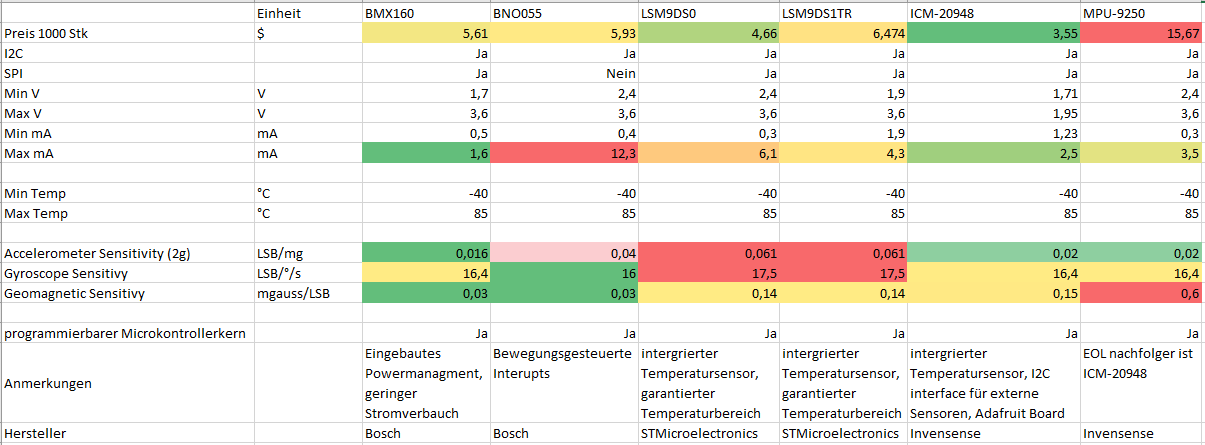 Einheit BMX160 BNO055 LSM9DS0 LSM9DS1TR ICM-20948 MPU-9250
Preis 1000 Stk $ 5,61 5,93 4,66 6,474 3,55 15,67
I2C Ja Ja Ja Ja Ja Ja
SPI Ja Nein Ja Ja Ja Ja
Min V V 1,7 2,4 2,4 1,9 1,71 2,4
Max V V 3,6 3,6 3,6 3,6 1,95 3,6
Min mA mA 0,5 0,4 0,3 1,9 1,23 0,3
Max mA mA 1,6 12,3 6,1 4,3 2,5 3,5
Min Temp °C -40 -40 -40 -40 -40 -40
Max Temp °C 85 85 85 85 85 85
Accelerometer Sensitivity (2g) LSB/mg 0,016 0,04 0,061 0,061 0,02 0,02
Gyroscope Sensitivy LSB/°/s 16,4 16 17,5 17,5 16,4 16,4
Geomagnetic Sensitivy mgauss/LSB 0,03 0,03 0,14 0,14 0,15 0,6
programmierbarer Microkontrollerkern Ja Ja Ja Ja Ja Ja
Anmerkungen
Eingebautes
Powermanagment,
geringer
Stromverbauch
Bewegungsgesteuerte
Interupts
intergrierter
Temperatursensor,
garantierter
Temperaturbereich
intergrierter
Temperatursensor,
garantierter
Temperaturbereich
intergrierter
Temperatursensor, I2C
interface für externe
Sensoren, Adafruit Board
EOL nachfolger ist
ICM-20948
Hersteller Bosch Bosch STMicroelectronics STMicroelectronics Invensense Invensense